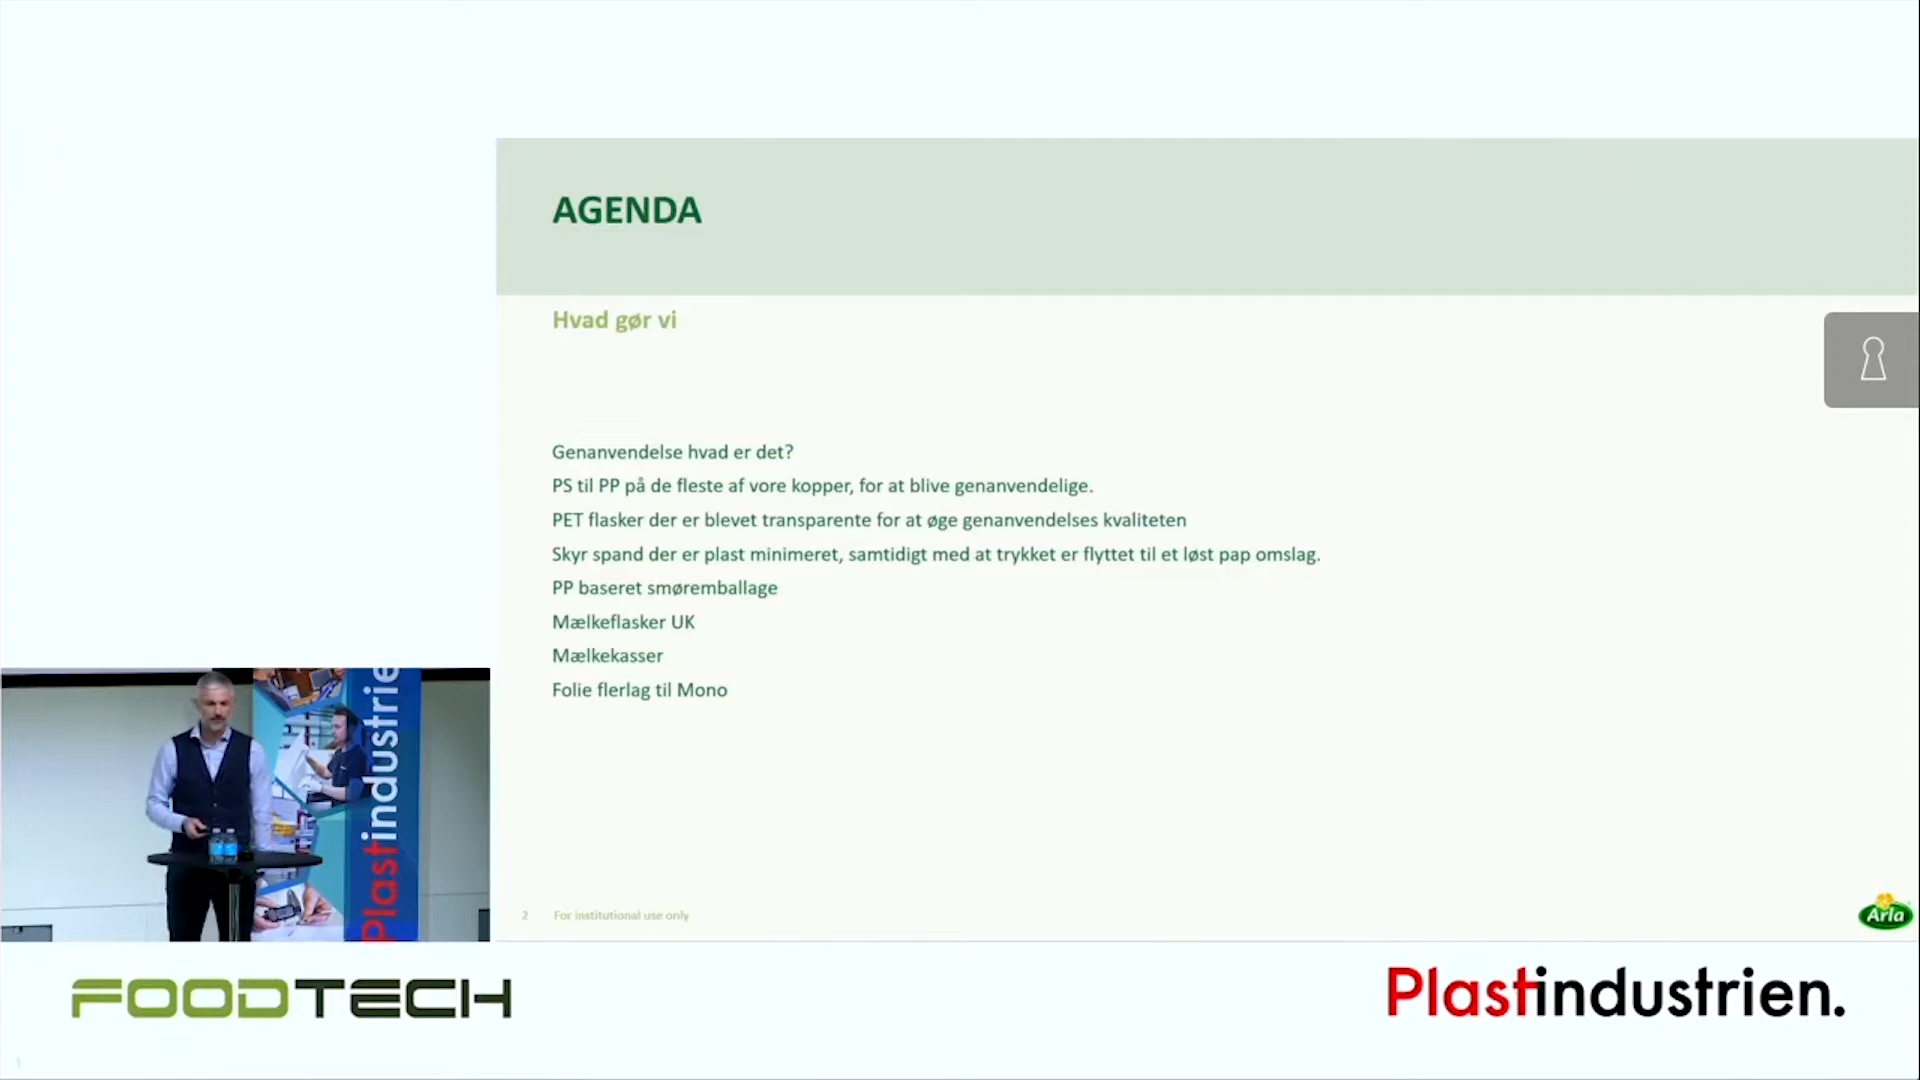 AGENDA
Hvad gør vi
Genanvendelse hvad er det?
PS til PP på de fleste af vore kopper, for at blive genanvendelige.
PET flasker der er blevet transparente for at øge genanvendelses kvaliteten
Skyr spand der er plast minimeret, samtidigt med at trykket er flyttet til et løst pap omslag.
PP baseret smøremballage
Mælkeflasker UK
Mælkekasser
Folie flerlag til Mono
2 For institutional use only
Arla
Plastindustrie
FOODTECH
Plastindustrien.
1